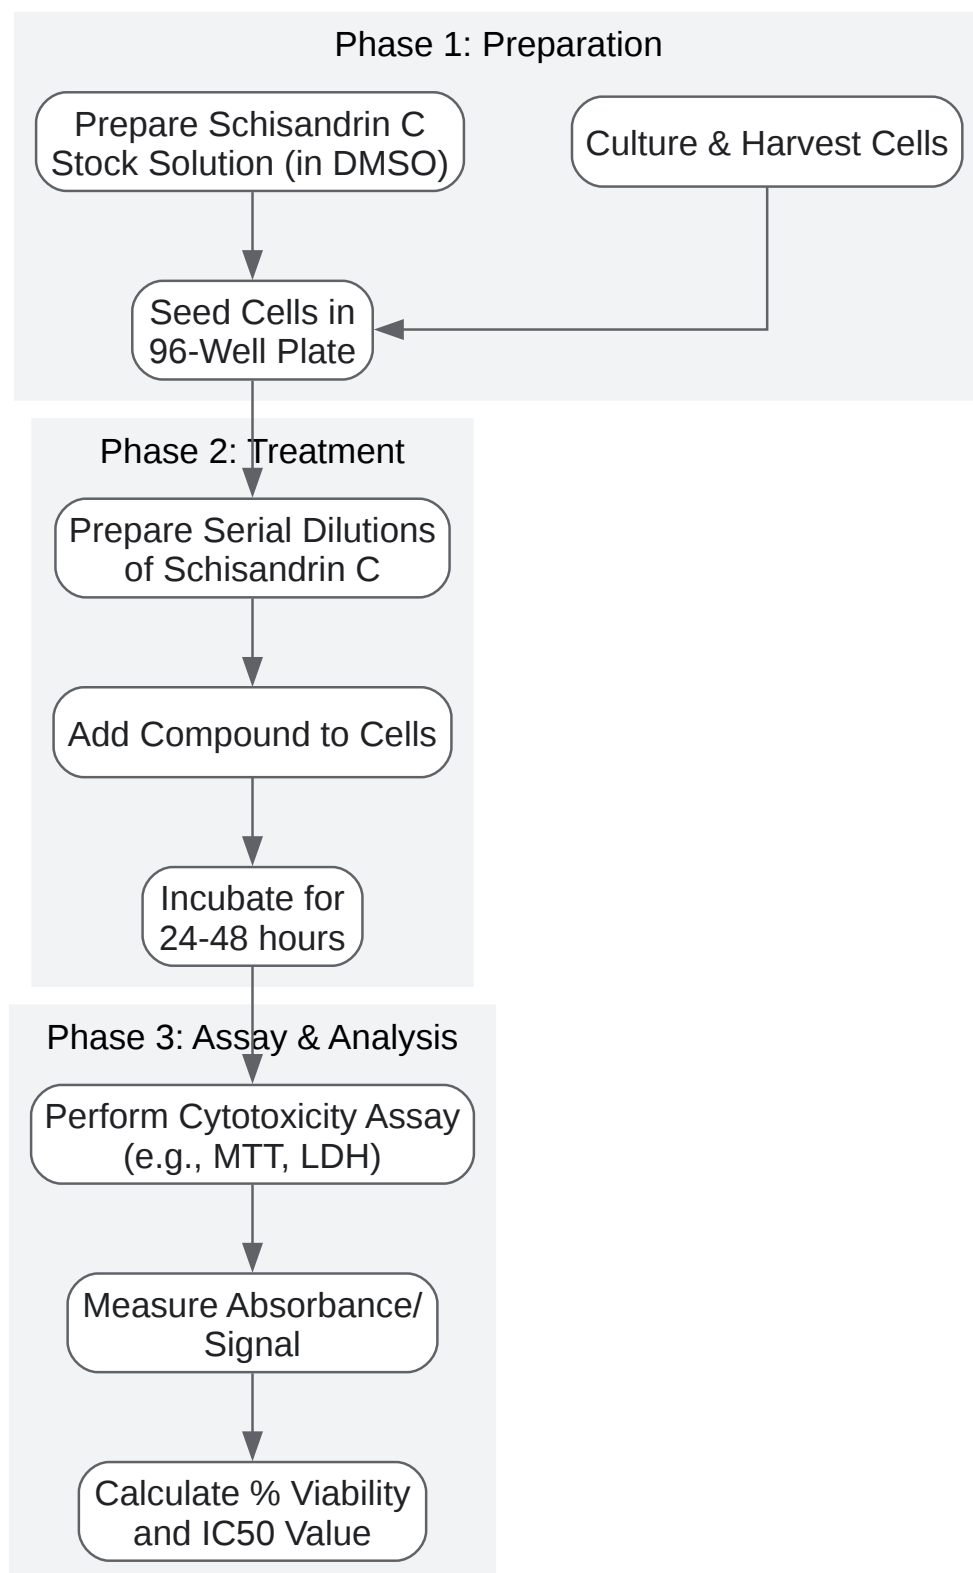 Phase 1: Preparation
Prepare Schisandrin C
Stock Solution (in DMSO)
Culture & Harvest Cells
Seed Cells in
96-Well Plate
Phase 2: Treatment
Prepare Serial Dilutions
of Schisandrin C
Add Compound to Cells
Incubate for
24-48 hours
Phase 3: Assay & Analysis
Perform Cytotoxicity Assay
(e.g., MTT, LDH)
Measure Absorbance/
Signal
Calculate % Viability
and IC50 Value